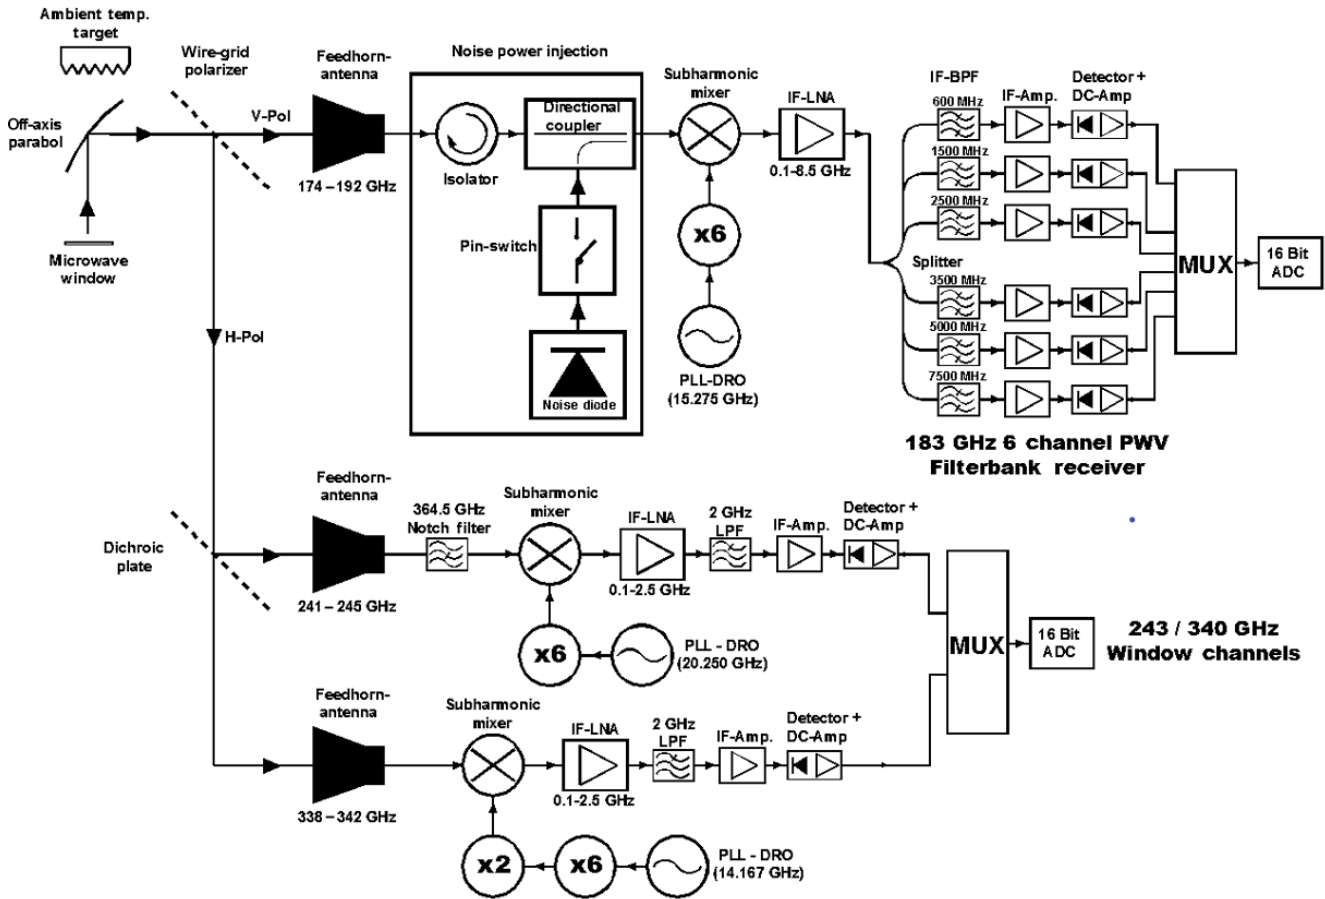 Ambient temp.
target
Wire-grid
polarizer
Feedhorn-
antenna
Noise power injection
Subharmonic
mixer
IF-LNA
IF-BPF
IF-Amp.
Detector +
DC-Amp
Off-axis
parabol
V-Pol
174 – 192 GHz
Isolator
Directional
coupler
0.1-8.5 GHz
600 MHz
1500 MHz
2500 MHz
Splitter
3500 MHz
5000 MHz
7500 MHz
MUX
16 Bit
ADC
Microwave
window
Pin-switch
x6
H-Pol
Noise diode
PLL-DRO
(15.275 GHz)
183 GHz 6 channel PWV
Filterbank receiver
Feedhorn-
antenna
364.5 GHz
Notch filter
Subharmonic
mixer
IF-LNA
2 GHz
LPF
IF-Amp.
Detector +
DC-Amp
Dichroic
plate
241 – 245 GHz
0.1-2.5 GHz
x6
PLL - DRO
(20.250 GHz)
MUX
16 Bit
ADC
243 / 340 GHz
Window channels
Feedhorn-
antenna
Subharmonic
mixer
IF-LNA
2 GHz
LPF
IF-Amp.
Detector +
DC-Amp
338 – 342 GHz
0.1-2.5 GHz
x2
x6
PLL - DRO
(14.167 GHz)